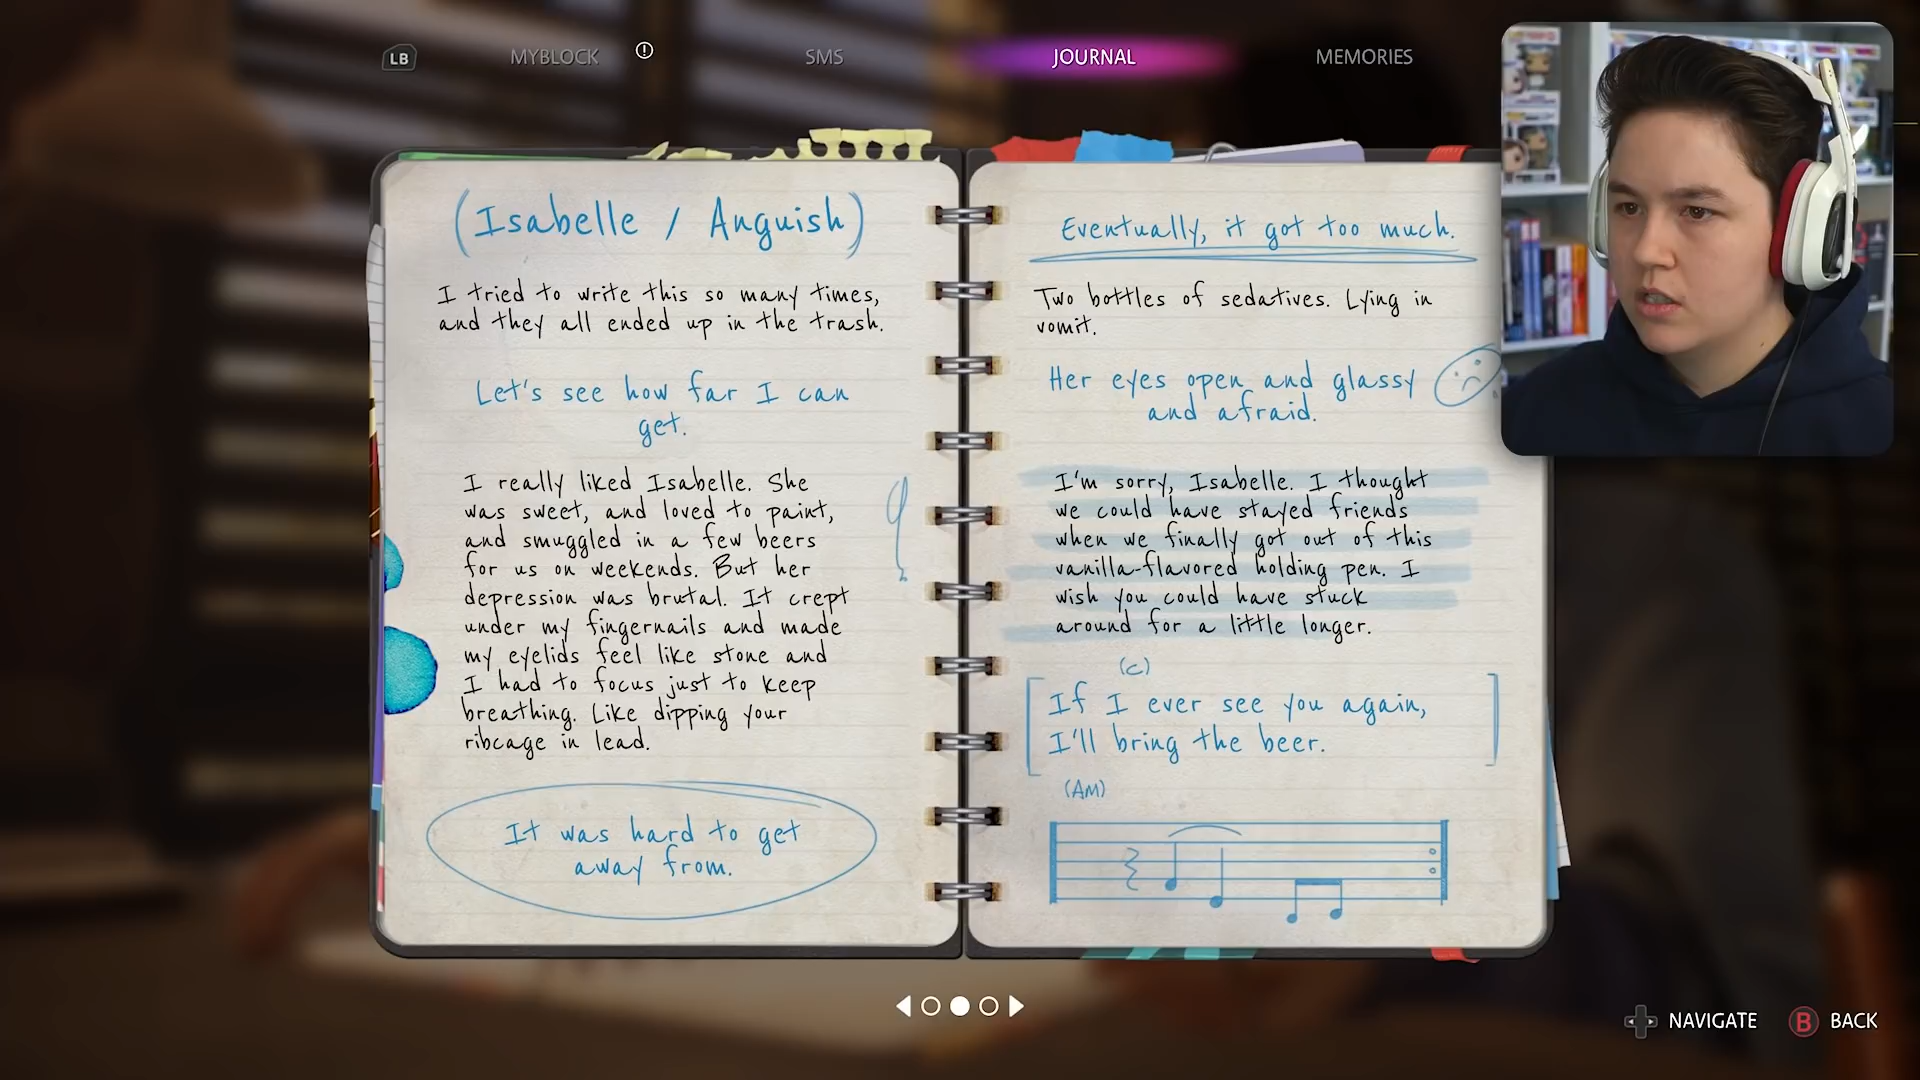 LB
MYBLOCK
SMS
JOURNAL
MEMORIES
(Isabelle / Anguish)
I tried to write this so many times,
and they all ended up in the trash.
Let's see how far I can
get.
I really liked Isabelle. She
was sweet, and loved to paint,
and smuggled in a few beers
for us on weekends. But her
depression was brutal. It crept
under my fingernails and made
my eyelids feel like stone and
I had to focus just to keep
breathing. Like dipping your
ribcage in lead.
It was hard to get
away from.
Eventually, it got too much.
Two bottles of sedatives. Lying in
vomit.
Her eyes open and glassy
and afraid.
I'm sorry, Isabelle. I thought
we could have stayed friends
when we finally got out of this
vanilla-flavored holding pen. I
wish you could have stuck
around for a little longer.
(C)
If I ever see you again,
I'll bring the beer.
(AM)
NAVIGATE
B BACK